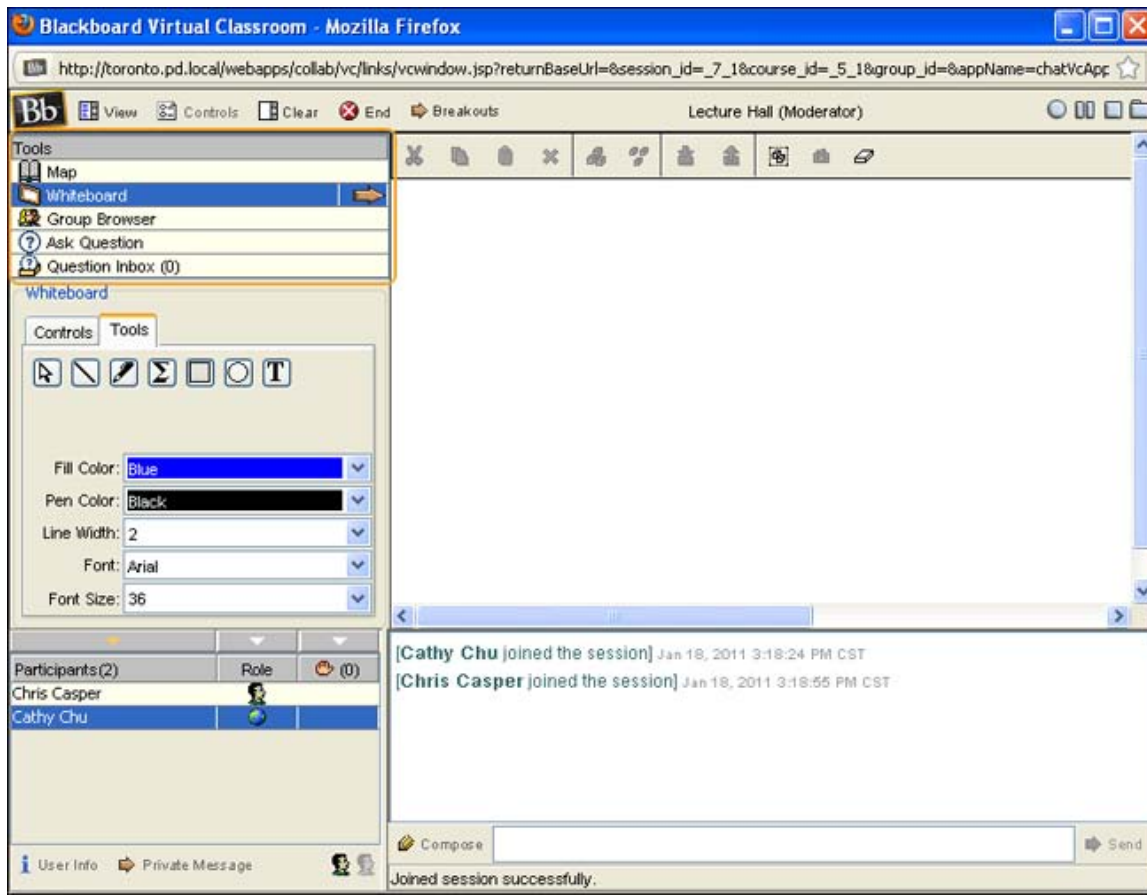 Blackboard Virtual Classroom - Mozilla Firefox
http://toronto.pd.local/webapps/collab/vc/links/vcwindow.jsp?returnBaseUrl=&session_id=_7_1&course_id=_5_1&group_id=&appName=chatVcApp
Bb View Controls Clear End Breakouts Lecture Hall (Moderator)
Tools
Map
Whiteboard
Group Browser
? Ask Question
Question Inbox (0)
Whiteboard
Controls Tools
Σ T
Fill Color: Blue
Pen Color: Black
Line Width: 2
Font: Arial
Font Size: 36
Participants(2) Role (0)
Chris Casper
Cathy Chu
User Info Private Message
[Cathy Chu joined the session] Jan 18, 2011 3:18:24 PM CST
[Chris Casper joined the session] Jan 18, 2011 3:18:55 PM CST
Compose Send
Joined session successfully.